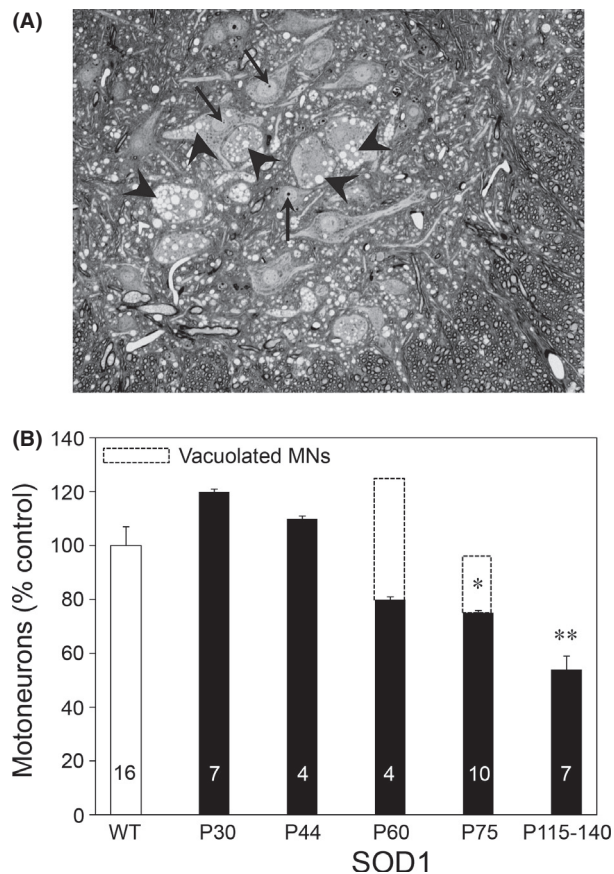 (A)
(B)
140
120
100
80
60
40
20
0
Motoneurons (% control)
Vacuolated MNs
*
**
16
7
4
4
10
7
WT
P30
P44
P60
P75
P115-140
SOD1